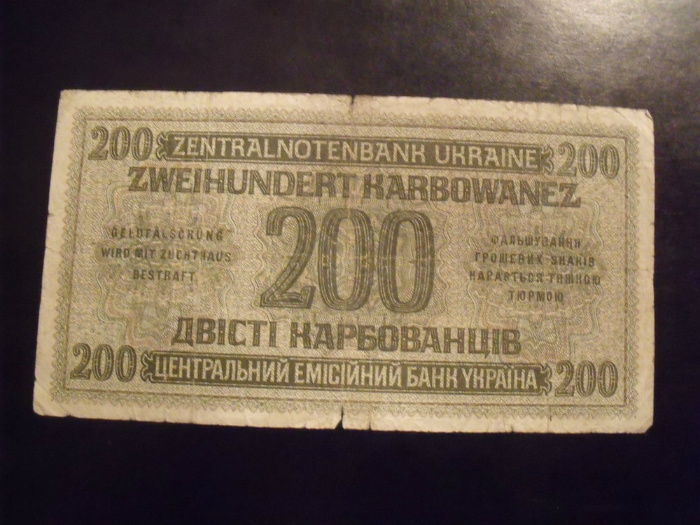 200 ZENTRALNOTENBANK UKRAINE 200
ZWEIHUNDERT KARBOWANEZ
GELDFÄLSCHUNG
WIRD MIT ZUCHTHAUS
BESTRAFT
200
ФАЛЬШУВАННЯ
ГРОШЕВИХ ЗНАКІВ
КАРАЄТЬСЯ ТЯЖКОЮ
ТЮРМОЮ
ДВІСТІ КАРБОВАНЦІВ
200 ЦЕНТРАЛЬНИЙ ЕМІСІЙНИЙ БАНК УКРАЇНА 200